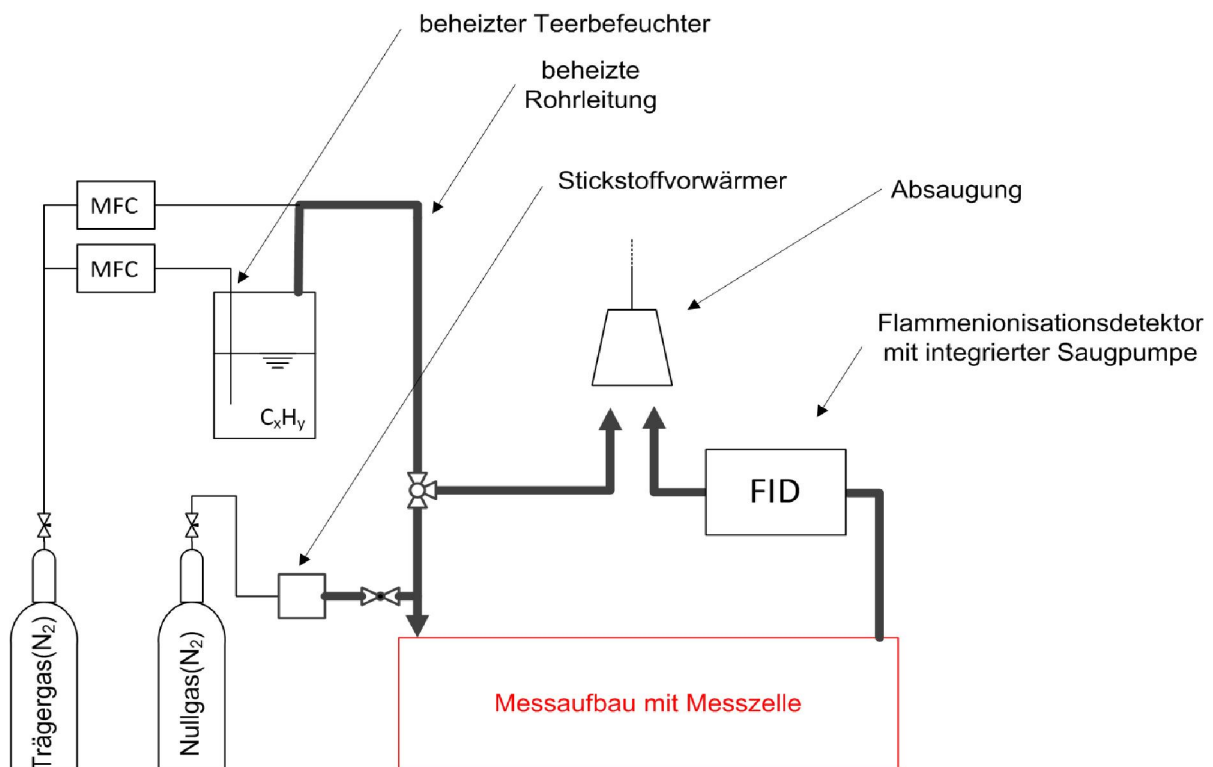 beheizter Teerbefeuchter
beheizte
Rohrleitung
Stickstoffvorwärmer
Absaugung
MFC
MFC
Flammenionisationsdetektor
mit integrierter Saugpumpe
CxHy
FID
Trägergas(N2)
Nullgas(N2)
Messaufbau mit Messzelle